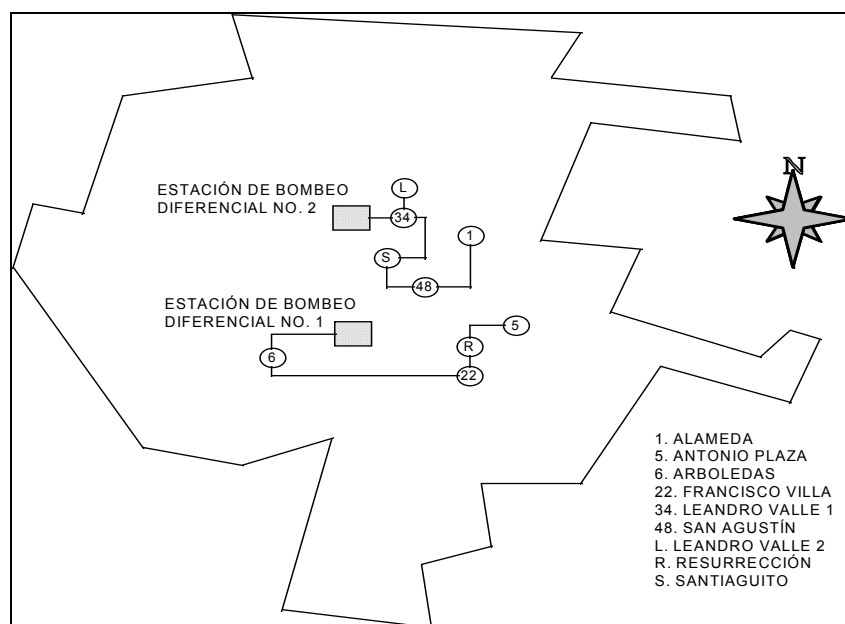 N
ESTACIÓN DE BOMBEO
DIFERENCIAL NO. 2
L
34
1
S
48
ESTACIÓN DE BOMBEO
DIFERENCIAL NO. 1
5
R
6
22
1. ALAMEDA
5. ANTONIO PLAZA
6. ARBOLEDAS
22. FRANCISCO VILLA
34. LEANDRO VALLE 1
48. SAN AGUSTÍN
L. LEANDRO VALLE 2
R. RESURRECCIÓN
S. SANTIAGUITO